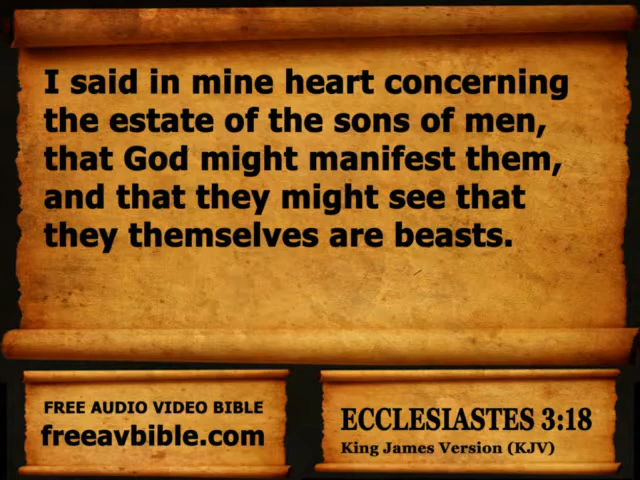 I said in mine heart concerning
the estate of the sons of men,
that God might manifest them,
and that they might see that
they themselves are beasts.
FREE AUDIO VIDEO BIBLE
freeavbible.com
ECCLESIASTES 3:18
King James Version (KJV)